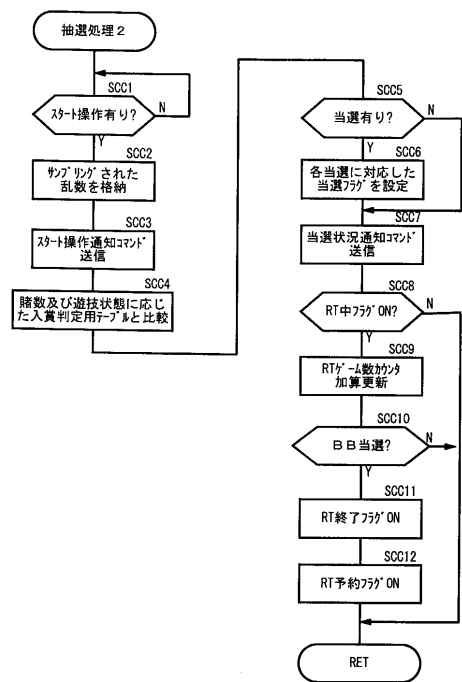 抽選処理２
SCC1
ｽﾀｰﾄ操作有り?
N
Y
SCC2
ｻﾝﾌﾟﾘﾝｸﾞされた
乱数を格納
SCC3
ｽﾀｰﾄ操作通知ｺﾏﾝﾄﾞ
送信
SCC4
賭数及び遊技状態に応じ
た入賞判定用ﾃｰﾌﾞﾙと比較
SCC5
当選有り?
N
Y
SCC6
各当選に対応した
当選ﾌﾗｸﾞを設定
SCC7
当選状況通知ｺﾏﾝﾄﾞ
送信
SCC8
RT中ﾌﾗｸﾞON?
N
Y
SCC9
RTｹﾞｰﾑ数ｶｳﾝﾀ
加算更新
SCC10
ＢＢ当選?
N
Y
SCC11
RT終了ﾌﾗｸﾞON
SCC12
RT予約ﾌﾗｸﾞON
RET